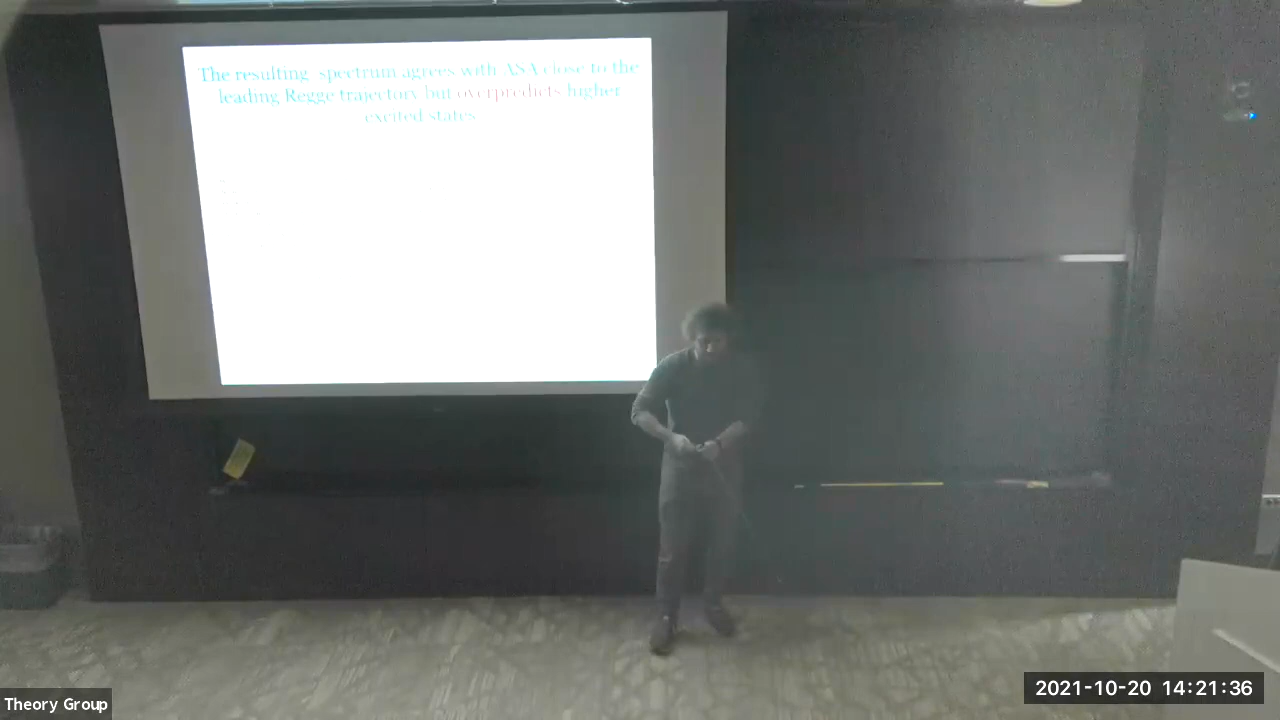 The resulting spectrum agrees with ASA close to the
leading Regge trajectory but overpredicts higher
excited states
Theory Group
2021-10-20 14:21:36